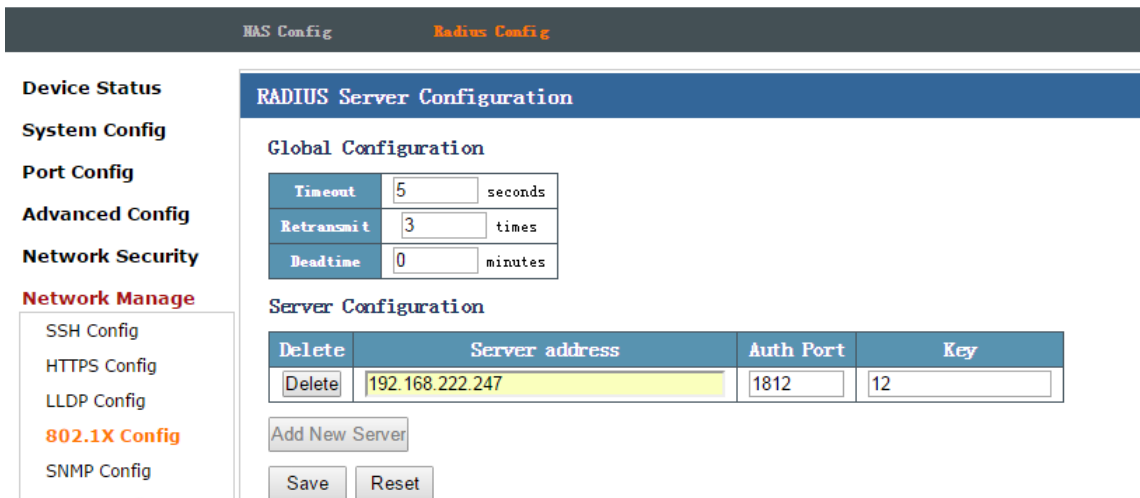 NAS Config Radius Config
Device Status
System Config
Port Config
Advanced Config
Network Security
Network Manage
SSH Config
HTTPS Config
LLDP Config
802.1X Config
SNMP Config
RADIUS Server Configuration
Global Configuration
Timeout 5 seconds
Retransmit 3 times
Deadtime 0 minutes
Server Configuration
Delete Server address Auth Port Key
Delete 192.168.222.247 1812 12
Add New Server
Save Reset